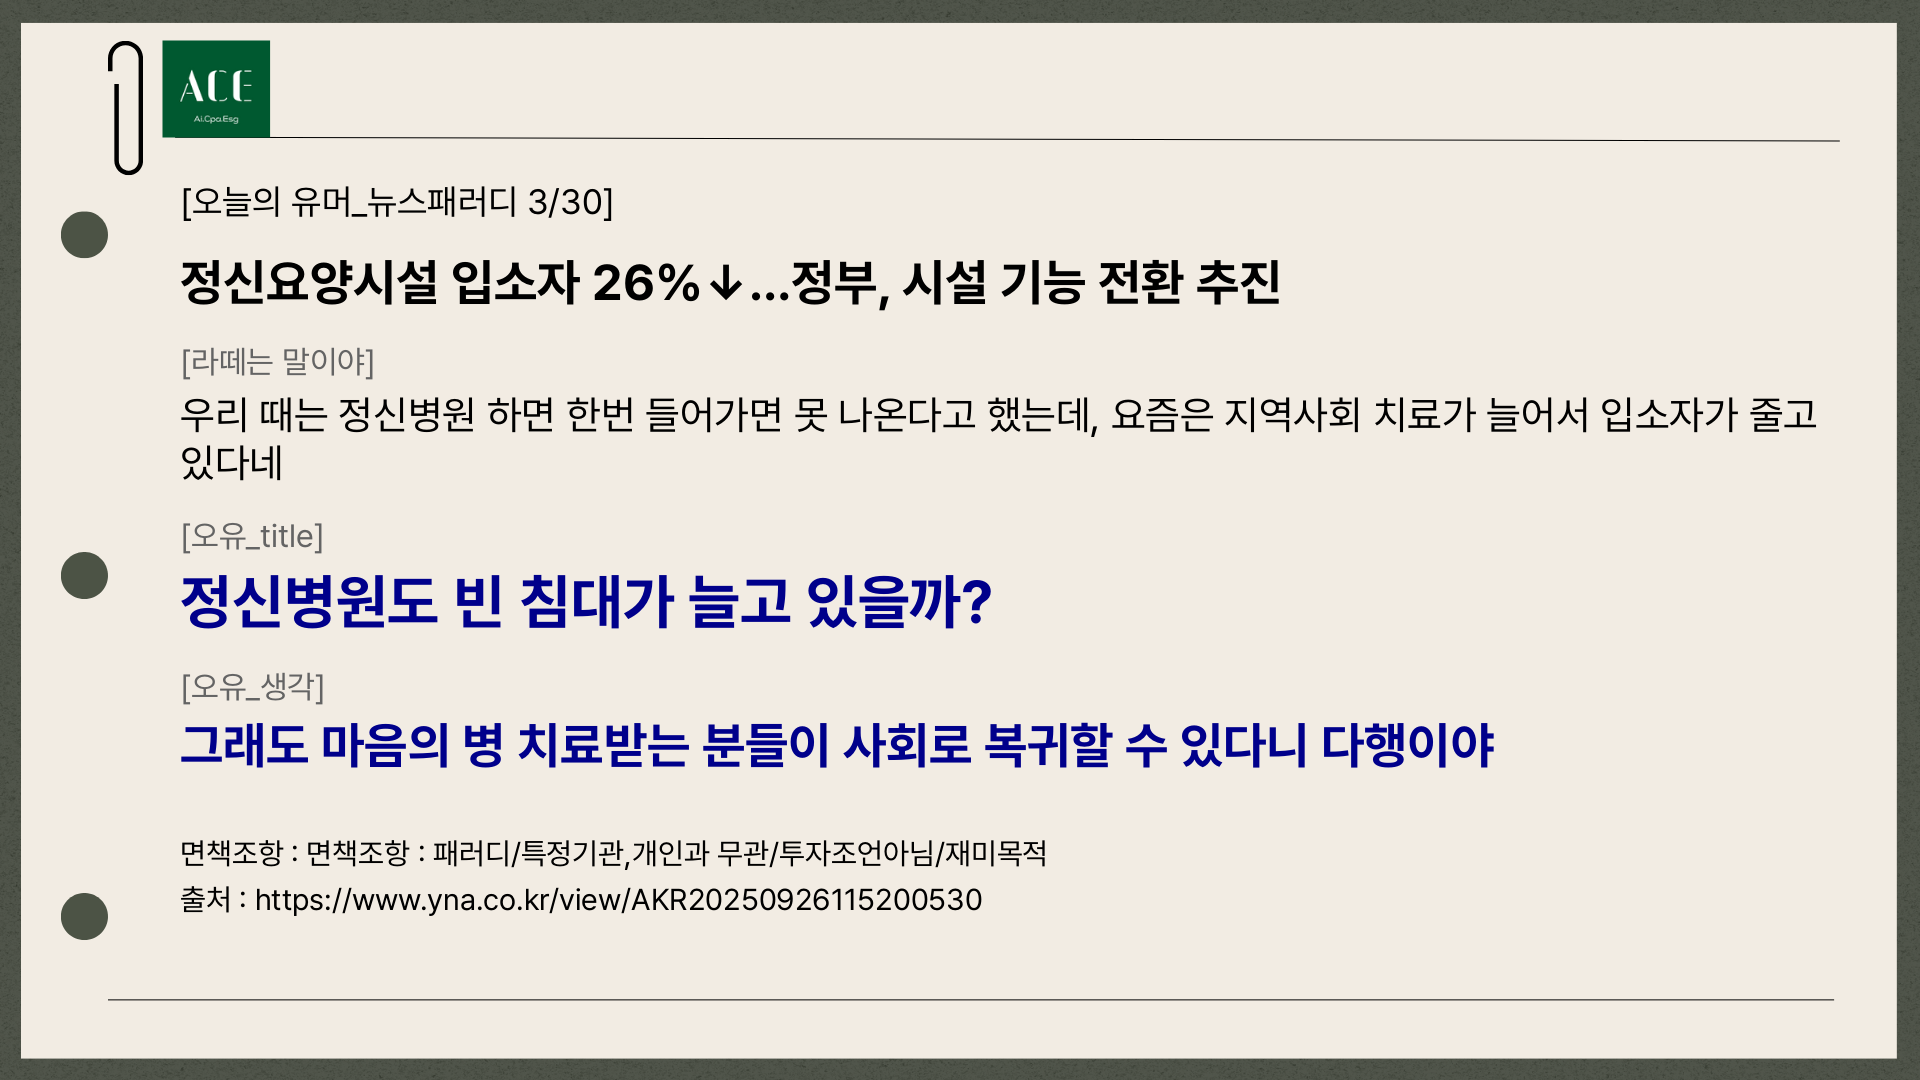 ACE
Ai.Cpa.Esg
[오늘의 유머_뉴스패러디 3/30]
정신요양시설 입소자 26%↓...정부, 시설 기능 전환 추진
[라떼는 말이야]
우리 때는 정신병원 하면 한번 들어가면 못 나온다고 했는데, 요즘은 지역사회 치료가 늘어서 입소자가 줄고
있다네
[오유_title]
정신병원도 빈 침대가 늘고 있을까?
[오유_생각]
그래도 마음의 병 치료받는 분들이 사회로 복귀할 수 있다니 다행이야
면책조항 : 면책조항 : 패러디/특정기관,개인과 무관/투자조언아님/재미목적
출처 : https://www.yna.co.kr/view/AKR20250926115200530